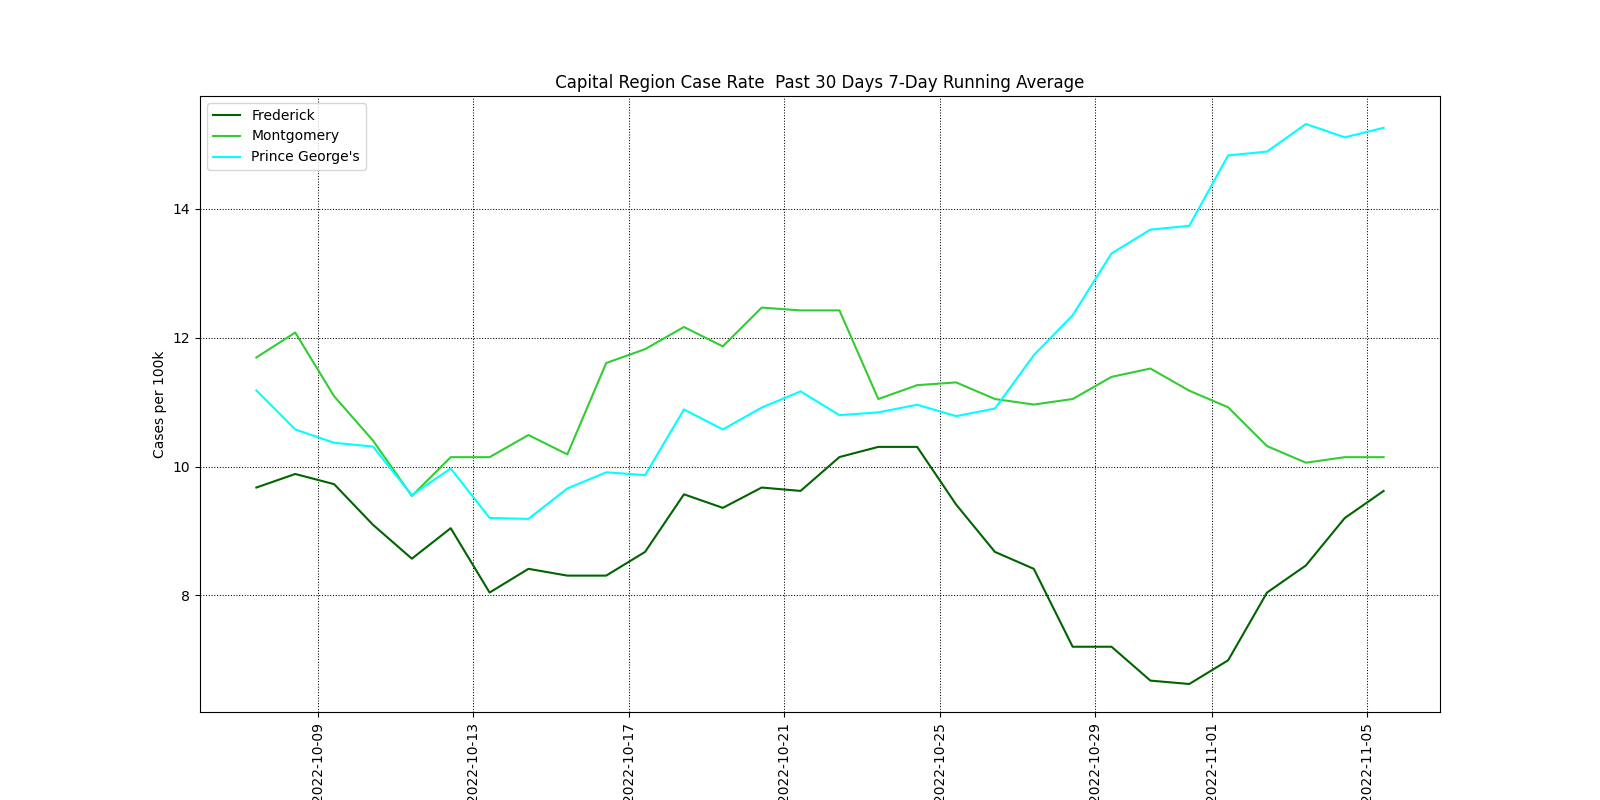 Capital Region Case Rate  Past 30 Days 7-Day Running Average
Frederick
Montgomery
Prince George's
14
12
10
8
Cases per 100k
2022-10-09
2022-10-13
2022-10-17
2022-10-21
2022-10-25
2022-10-29
2022-11-01
2022-11-05